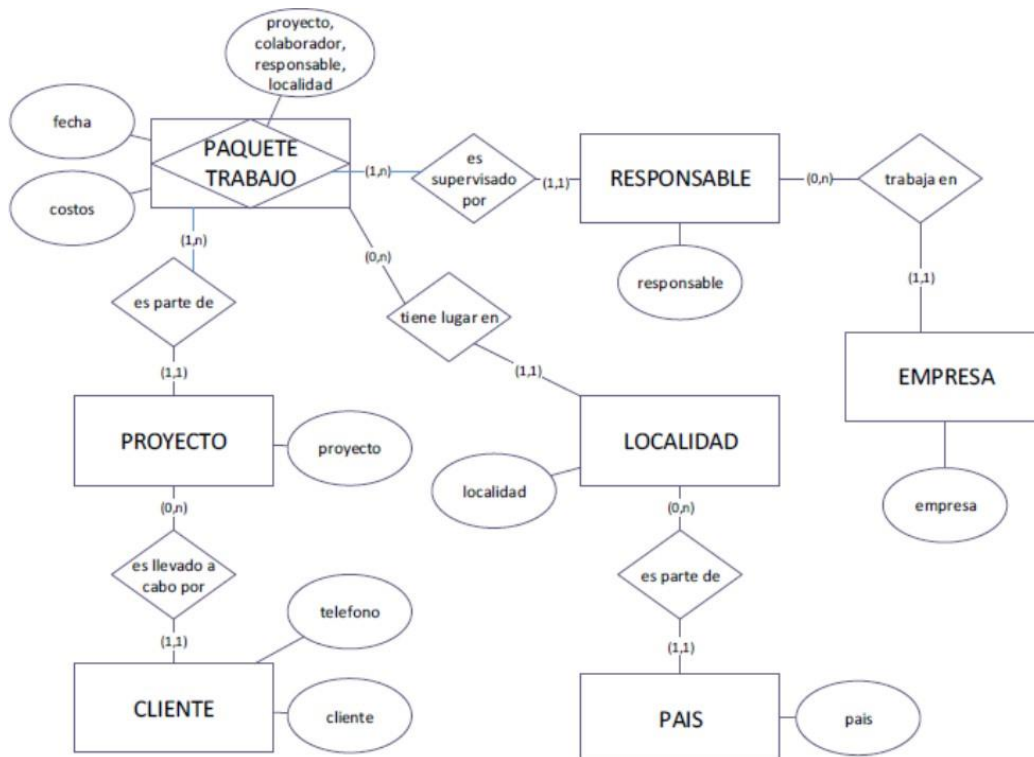 proyecto,
colaborador,
responsable,
localidad
fecha
PAQUETE
TRABAJO
costos
(1,n)
es
supervisado
por
(1,1)
RESPONSABLE
(0,n)
trabaja en
responsable
(1,1)
(1,n)
es parte de
(1,1)
(0,n)
tiene lugar en
(1,1)
EMPRESA
empresa
PROYECTO
proyecto
LOCALIDAD
localidad
(0,n)
es llevado a
cabo por
(1,1)
(0,n)
es parte de
(1,1)
telefono
CLIENTE
cliente
PAIS
pais